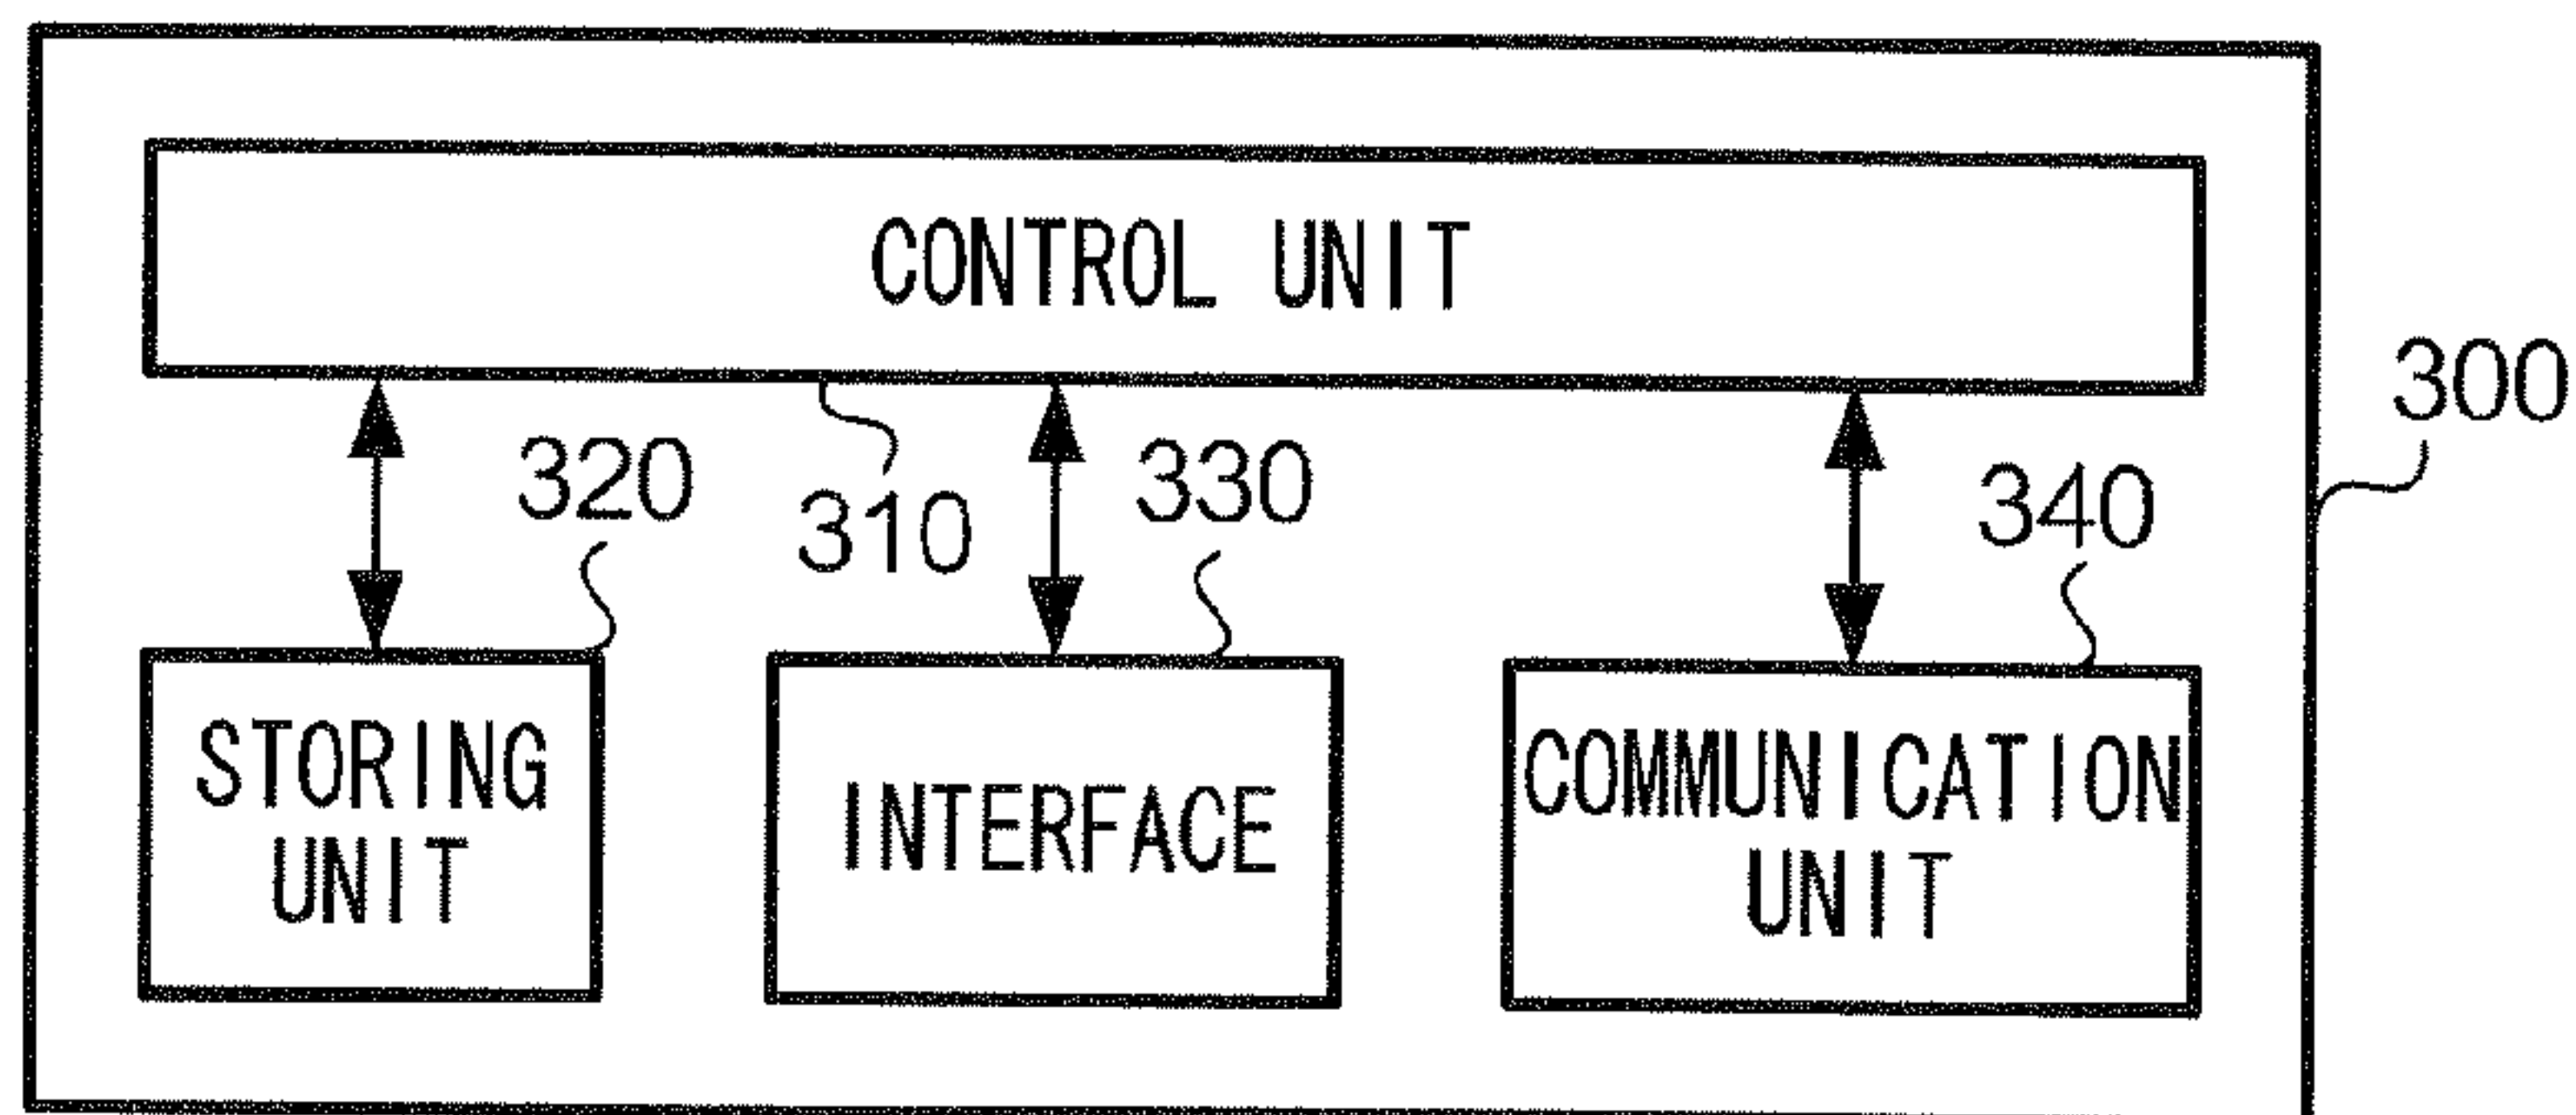 CONTROL UNIT
300
320
310
330
340
STORING
UNIT
INTERFACE
COMMUNICATION
UNIT